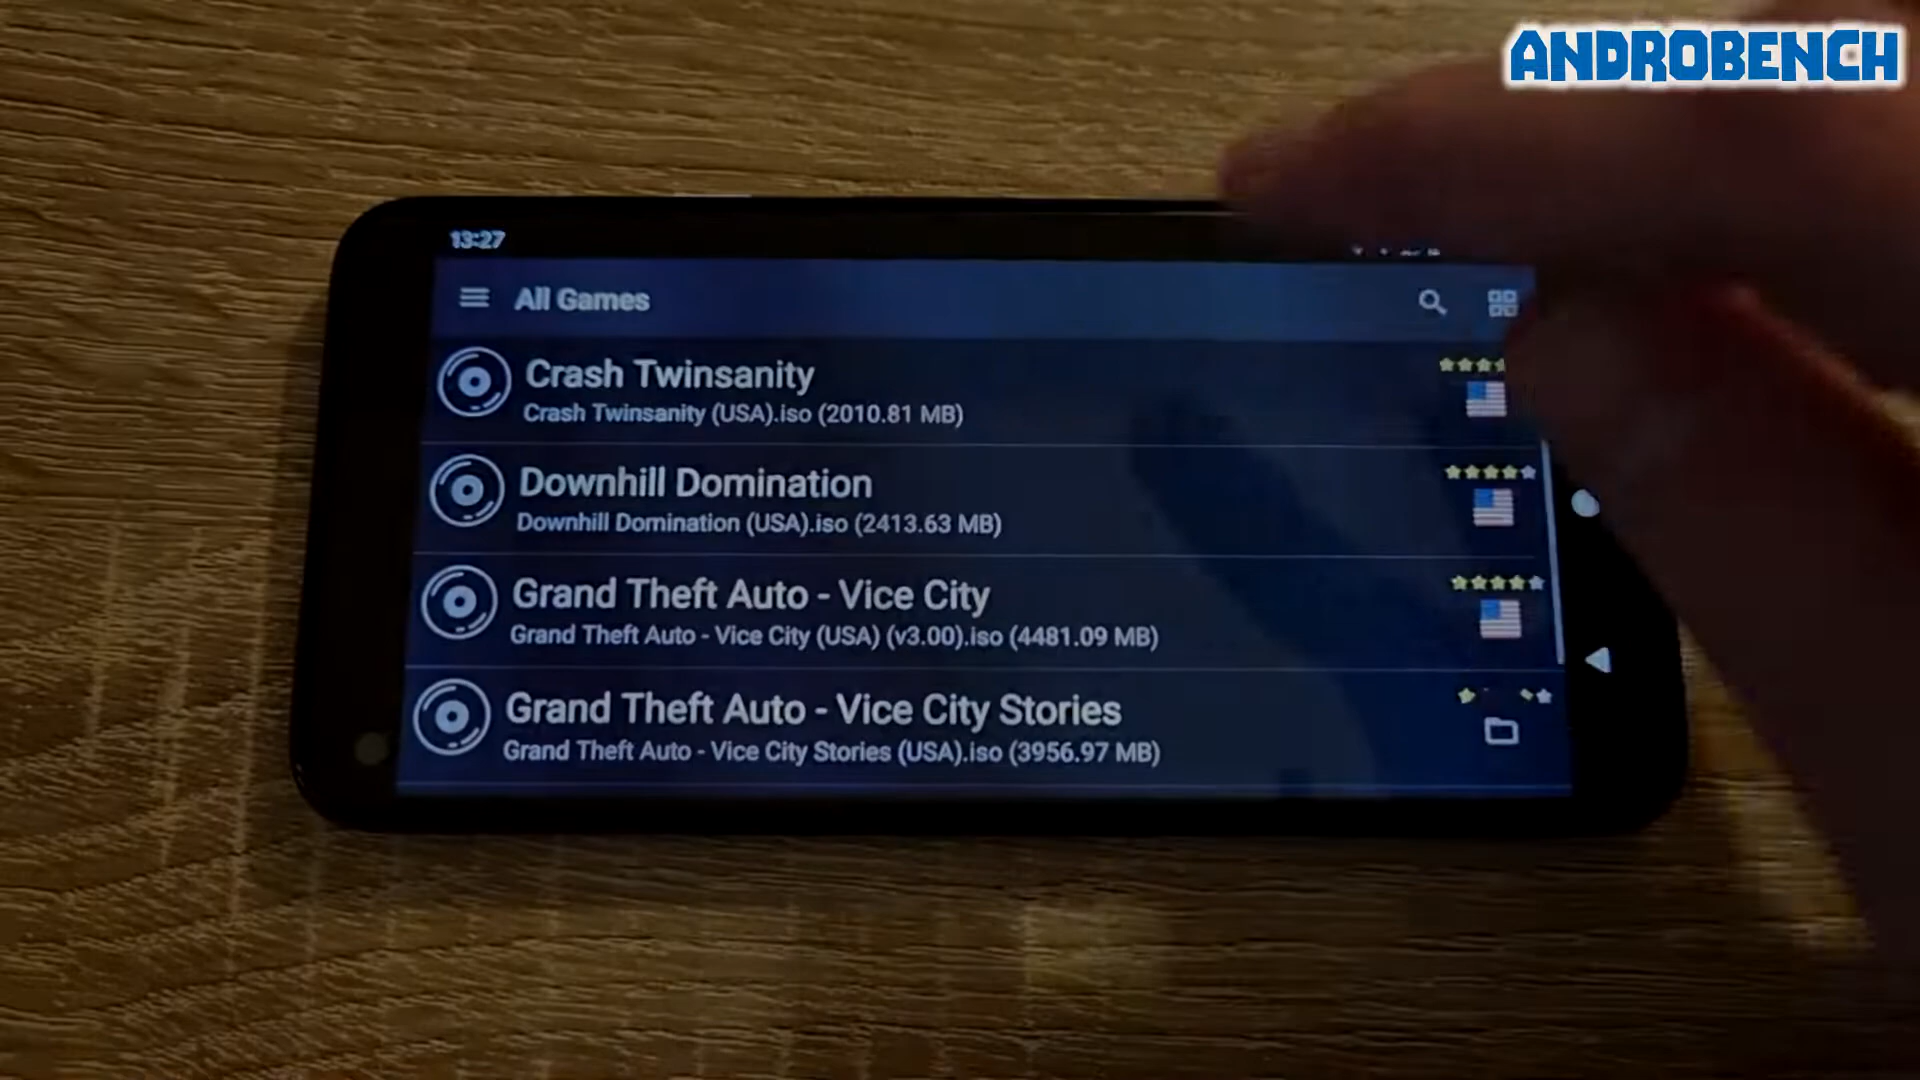 ANDROBENCH
13:27
All Games
Crash Twinsanity
Crash Twinsanity (USA).iso (2010.81 MB)
Downhill Domination
Downhill Domination (USA).iso (2413.63 MB)
Grand Theft Auto - Vice City
Grand Theft Auto - Vice City (USA) (v3.00).iso (4481.09 MB)
Grand Theft Auto - Vice City Stories
Grand Theft Auto - Vice City Stories (USA).iso (3956.97 MB)